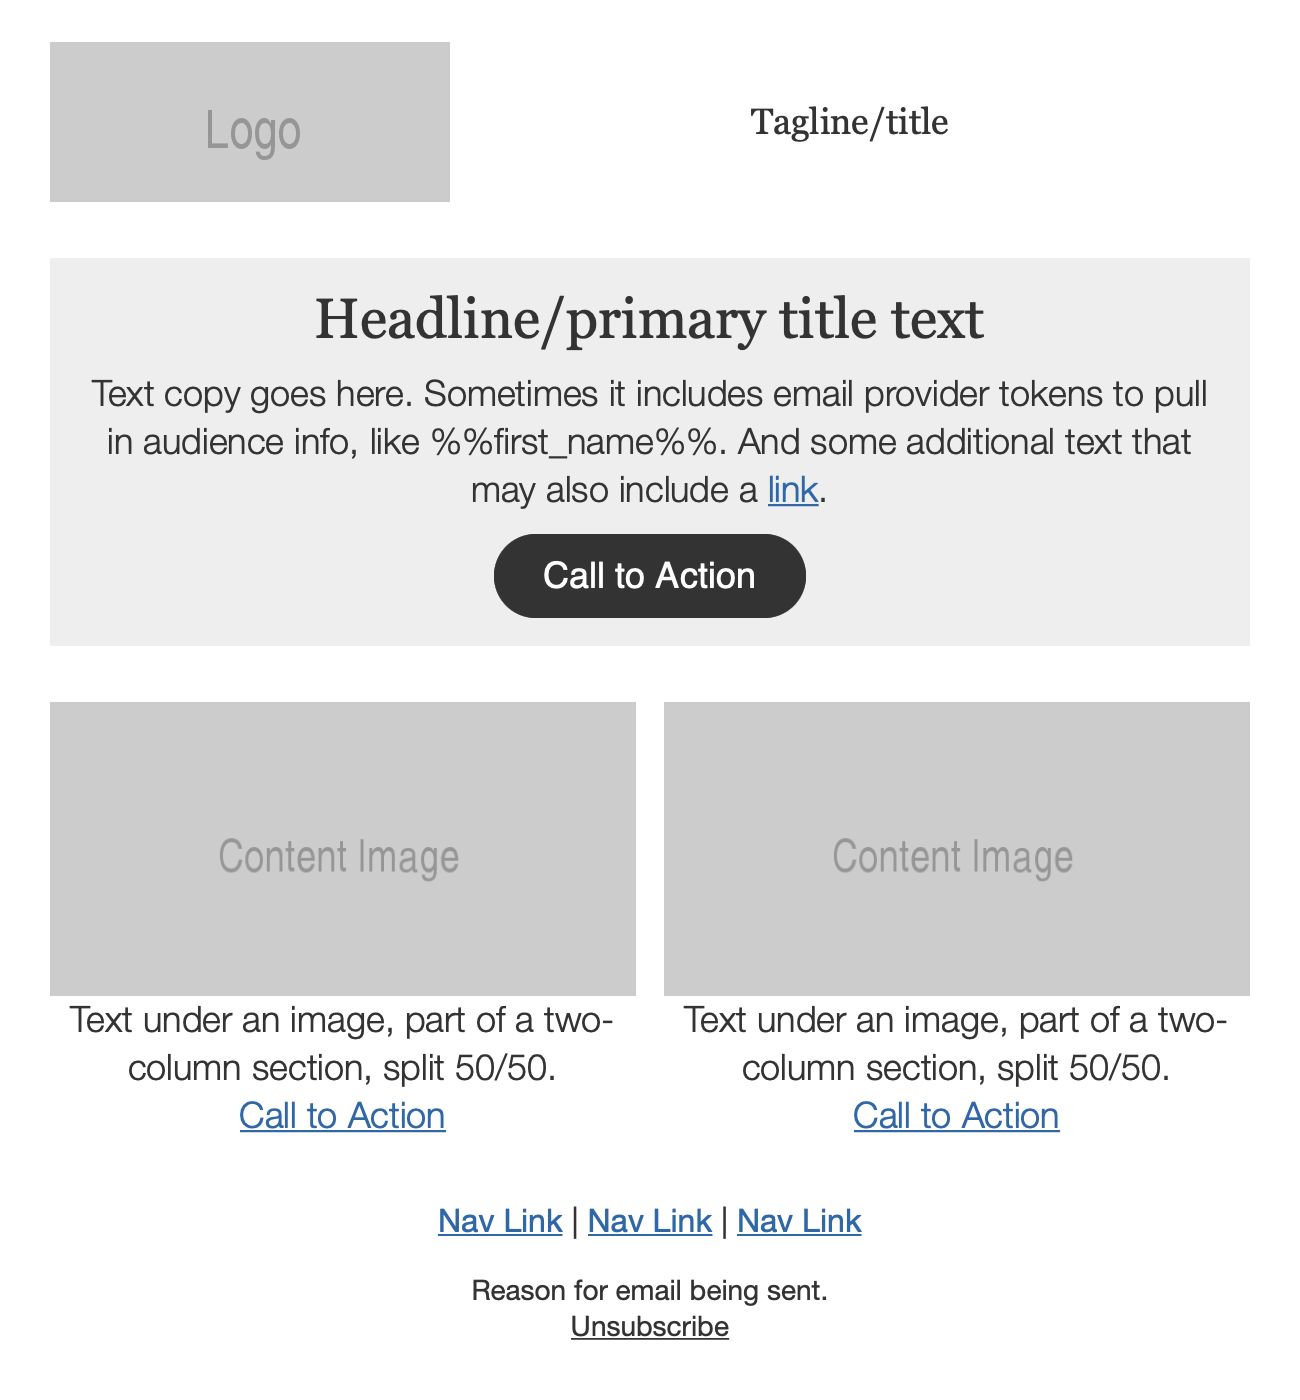 Logo
Tagline/title
Headline/primary title text
Text copy goes here. Sometimes it includes email provider tokens to pull
in audience info, like %%first_name%%. And some additional text that
may also include a link.
Call to Action
Content Image
Text under an image, part of a two-
column section, split 50/50.
Call to Action
Content Image
Text under an image, part of a two-
column section, split 50/50.
Call to Action
Nav Link | Nav Link | Nav Link
Reason for email being sent.
Unsubscribe